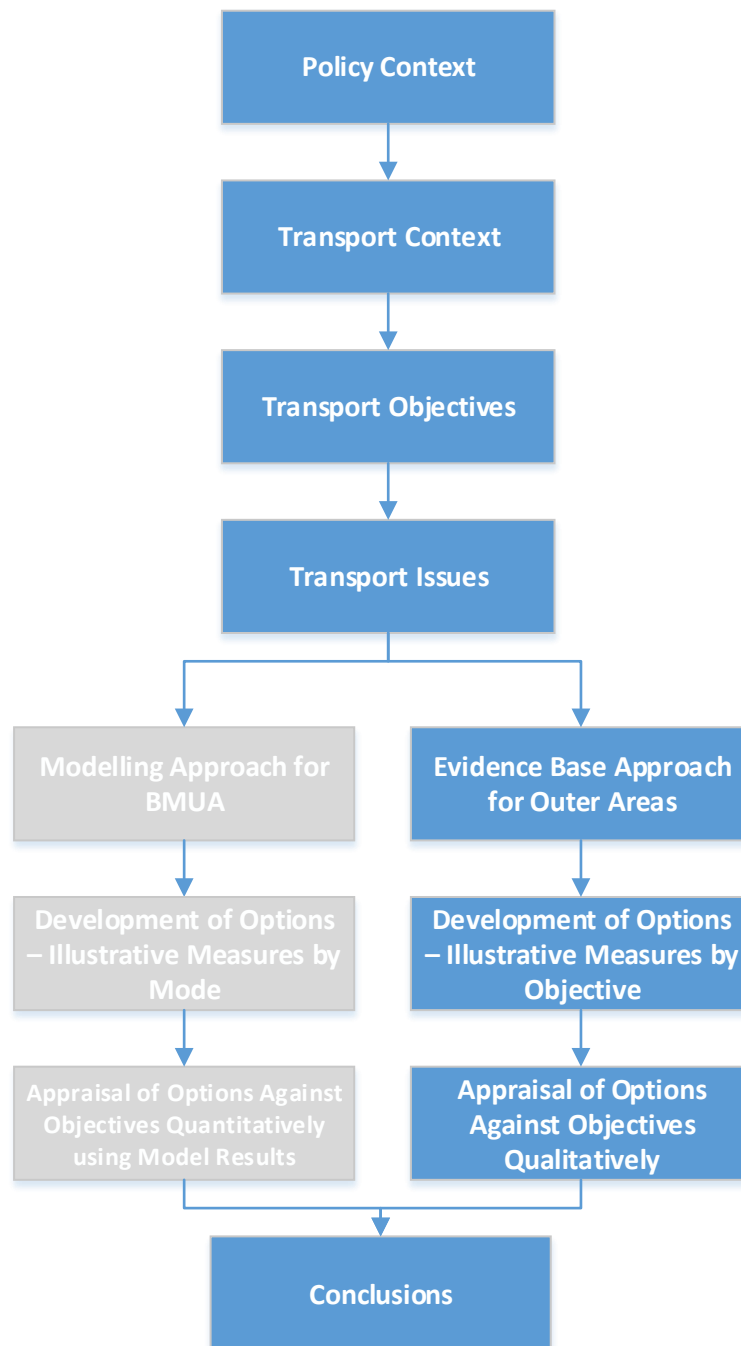 Policy Context
Transport Context
Transport Objectives
Transport Issues
Modelling Approach for
BMUA
Evidence Base Approach
for Outer Areas
Development of Options
– Illustrative Measures by
Mode
Development of Options
– Illustrative Measures by
Objective
Appraisal of Options Against
Objectives Quantitatively
using Model Results
Appraisal of Options
Against Objectives
Qualitatively
Conclusions